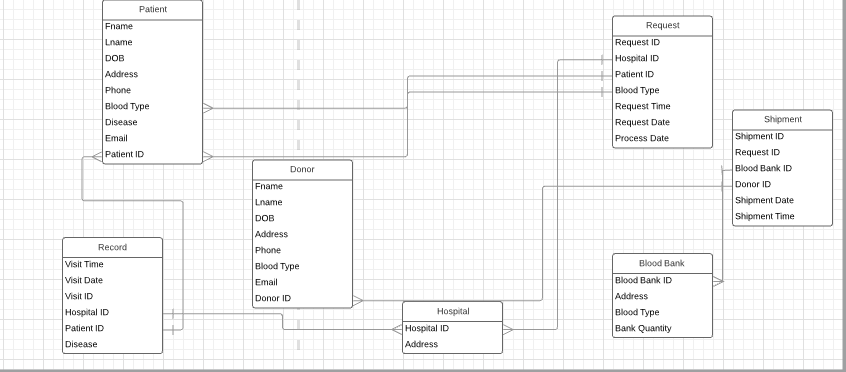 Patient
Fname
Lname
DOB
Address
Phone
Blood Type
Disease
Email
Patient ID
Request
Request ID
Hospital ID
Patient ID
Blood Type
Request Time
Request Date
Process Date
Shipment
Shipment ID
Request ID
Blood Bank ID
Donor ID
Shipment Date
Shipment Time
Donor
Fname
Lname
DOB
Address
Phone
Blood Type
Email
Donor ID
Record
Visit Time
Visit Date
Visit ID
Hospital ID
Patient ID
Disease
Hospital
Hospital ID
Address
Blood Bank
Blood Bank ID
Address
Blood Type
Bank Quantity